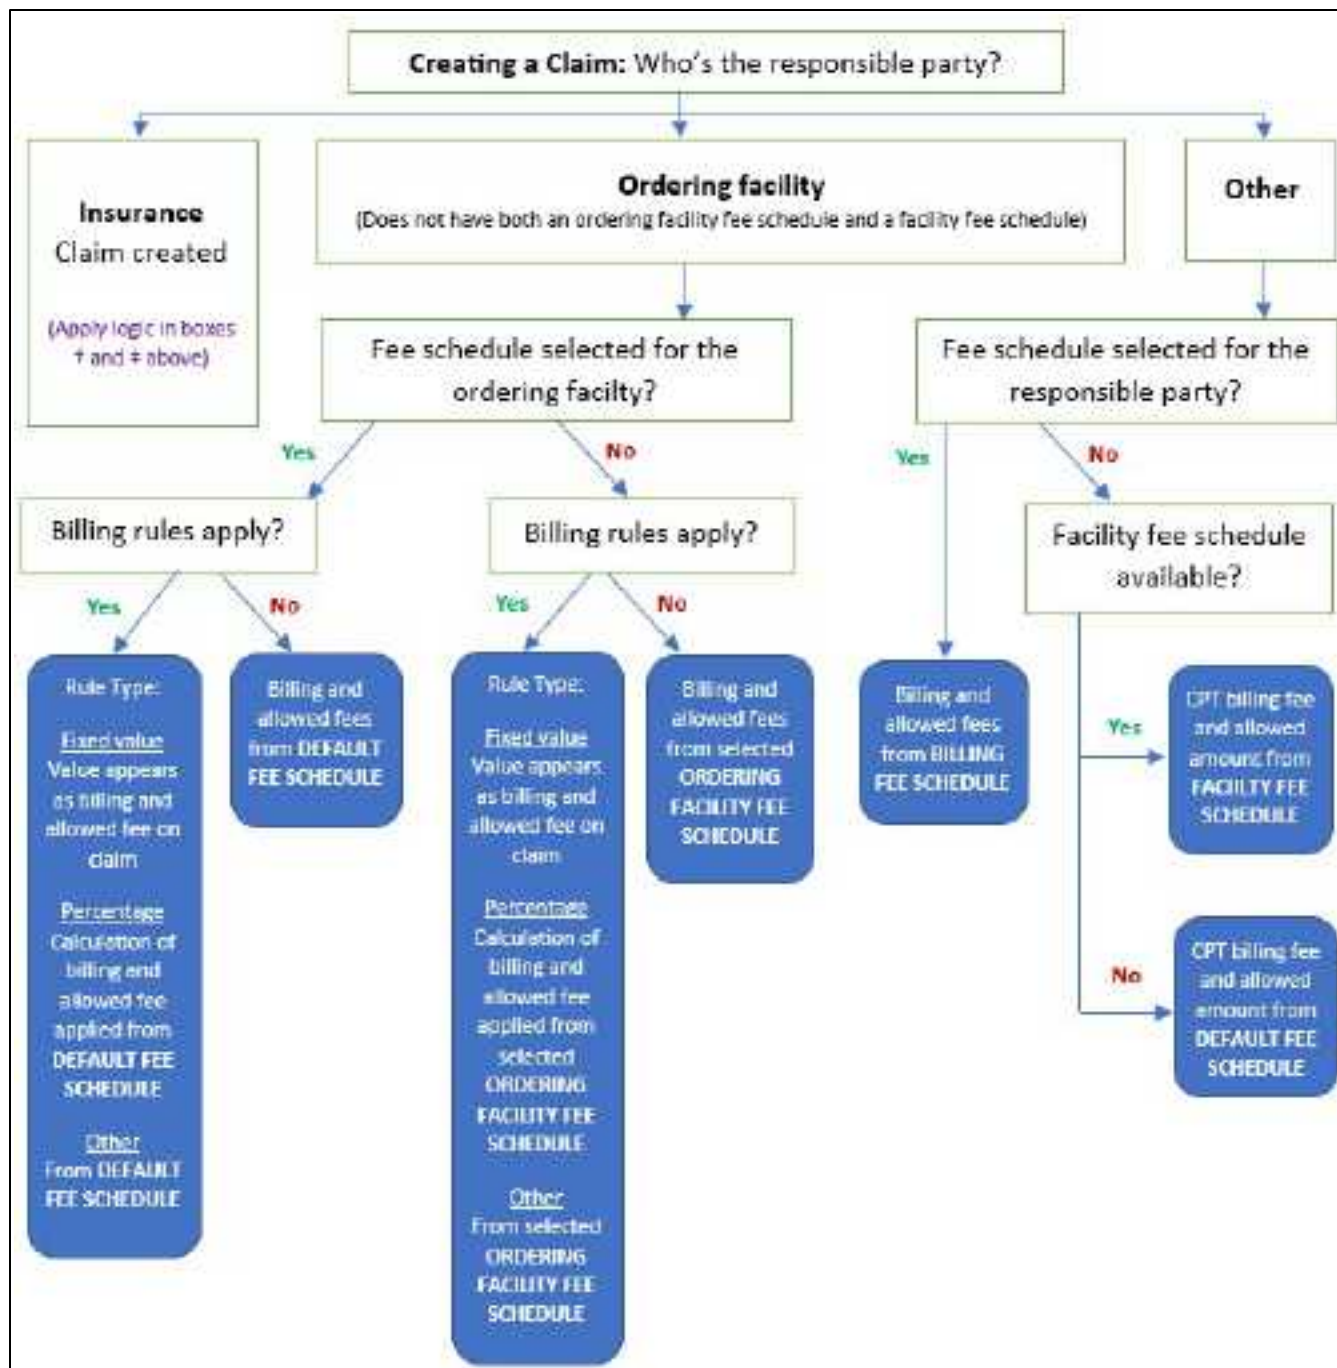 Creating a Claim: Who's the responsible party?
Insurance
Claim created
(Apply logic in boxes
† and ‡ above)
Ordering facility
(Does not have both an ordering facility fee schedule and a facility fee schedule)
Other
Fee schedule selected for the
ordering facilty?
Fee schedule selected for the
responsible party?
Yes
No
Yes
No
Billing rules apply?
Billing rules apply?
Facility fee schedule
available?
Yes
No
Yes
No
Rule Type:
Fixed value
Value appears
as billing and
allowed fee on
claim
Percentage
Calculation of
billing and
allowed fee
applied from
DEFAULT FEE
SCHEDULE
Other
From DEFAULT
FEE SCHEDULE
Billing and
allowed fees
from DEFAULT
FEE SCHEDULE
Rule Type:
Fixed value
Value appears
as billing and
allowed fee on
claim
Percentage
Calculation of
billing and
allowed fee
applied from
selected
ORDERING
FACILITY FEE
SCHEDULE
Other
From selected
ORDERING
FACILITY FEE
SCHEDULE
Billing and
allowed fees
from selected
ORDERING
FACILITY FEE
SCHEDULE
Billing and
allowed fees
from BILLING
FEE SCHEDULE
Yes
CPT billing fee
and allowed
amount from
FACILTY FEE
SCHEDULE
No
CPT billing fee
and allowed
amount from
DEFAULT FEE
SCHEDULE